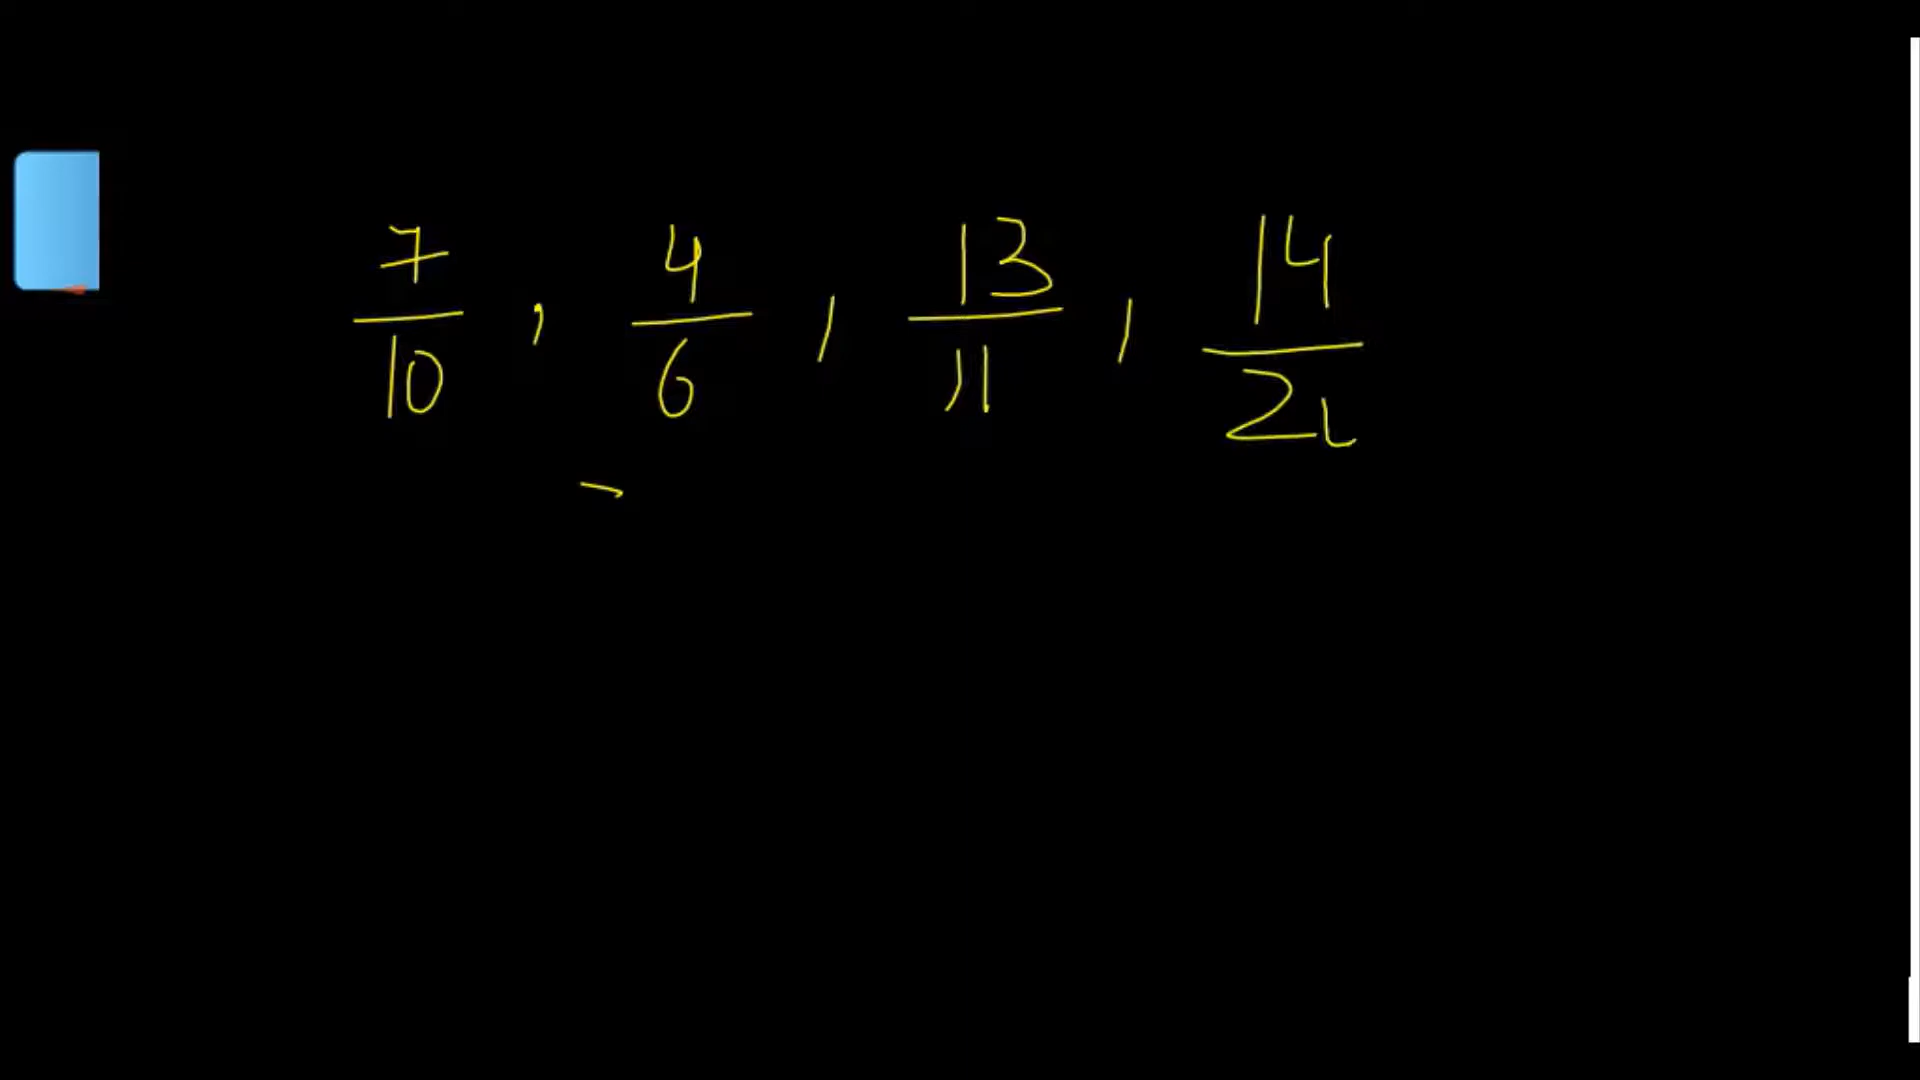 7/10 , 4/6 , 13/11 , 14/21